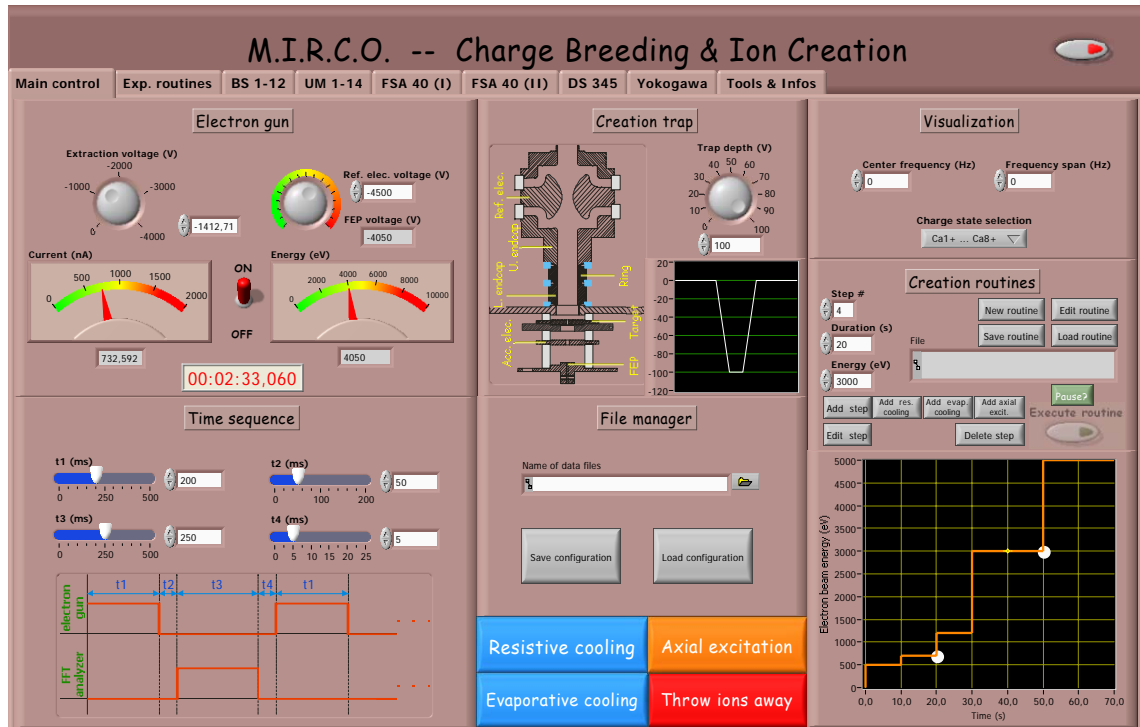 M.I.R.C.O. -- Charge Breeding & Ion Creation
Main control
Exp. routines
BS 1-12
UM 1-14
FSA 40 (I)
FSA 40 (II)
DS 345
Yokogawa
Tools & Infos
Electron gun
Extraction voltage (V)
-1000
-2000
-3000
0
-4000
-1412,71
Ref. elec. voltage (V)
-4500
FEP voltage (V)
-4050
Current (nA)
0
500
1000
1500
2000
732,592
ON
OFF
Energy (eV)
0
2000
4000
6000
8000
10000
4050
00:02:33,060
Creation trap
Ref. elec.
U. endcap
L. endcap
Ring
Acc. elec.
Target
FEP
Trap depth (V)
40 50 60
30
70
20
80
10
90
0
100
100
20
0
-20
-40
-60
-80
-100
-120
Visualization
Center frequency (Hz)
0
Frequency span (Hz)
0
Charge state selection
Ca1+ ... Ca8+
Creation routines
Step #
4
Duration (s)
20
Energy (eV)
3000
New routine
Edit routine
Save routine
Load routine
File
Pause?
Add step
Add res. cooling
Add evap. cooling
Add axial excit.
Execute routine
Edit step
Delete step
5000
4500
4000
3500
3000
2500
2000
1500
1000
500
0
Electron beam energy (eV)
0,0 10,0 20,0 30,0 40,0 50,0 60,0 70,0
Time (s)
Time sequence
t1 (ms)
0 250 500
200
t2 (ms)
0 100 200
50
t3 (ms)
0 250 500
250
t4 (ms)
0 5 10 15 20 25
5
t1 t2 t3 t4 t1
electron gun
FFT analyzer
File manager
Name of data files
Save configuration
Load configuration
Resistive cooling
Axial excitation
Evaporative cooling
Throw ions away